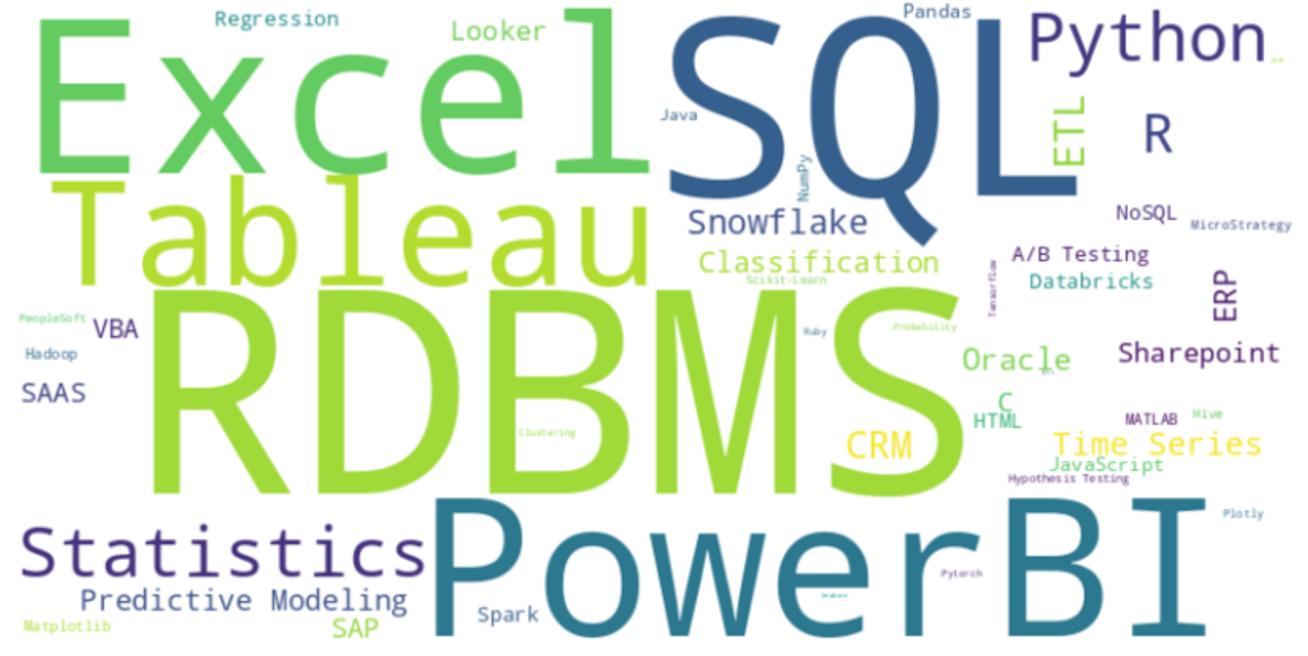 Regression
Looker
Pandas
Excel
SQL
Python
Java
ETL
R
NumPy
Tableau
Snowflake
NoSQL
MicroStrategy
Classification
A/B Testing
Scikit-Learn
Databricks
Tensorflow
ERP
PeopleSoft
VBA
RDBMS
Ruby
Probability
Hadoop
Oracle
Sharepoint
SAAS
C
HTML
MATLAB
Hive
Clustering
CRM
Time Series
JavaScript
Hypothesis Testing
Statistics
PowerBI
Plotly
Pytorch
Predictive Modeling
Spark
Matplotlib
SAP